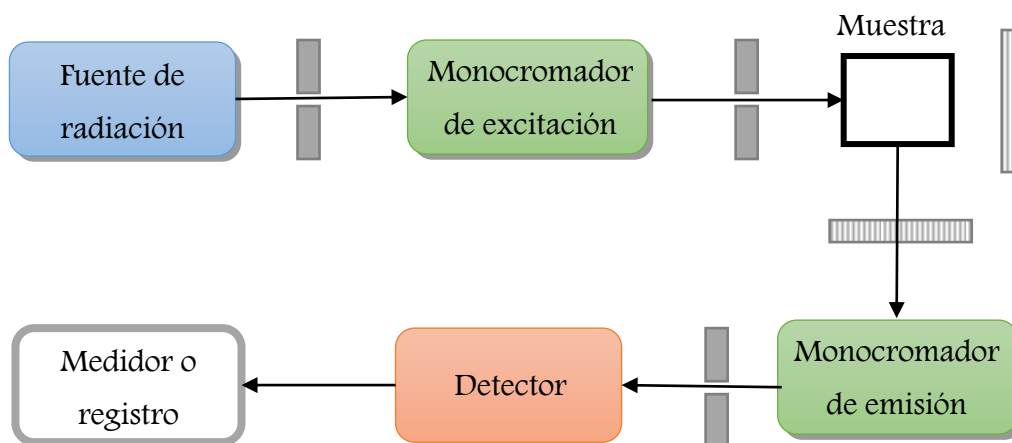 Fuente de
radiación
Monocromador
de excitación
Muestra
Monocromador
de emisión
Detector
Medidor o
registro